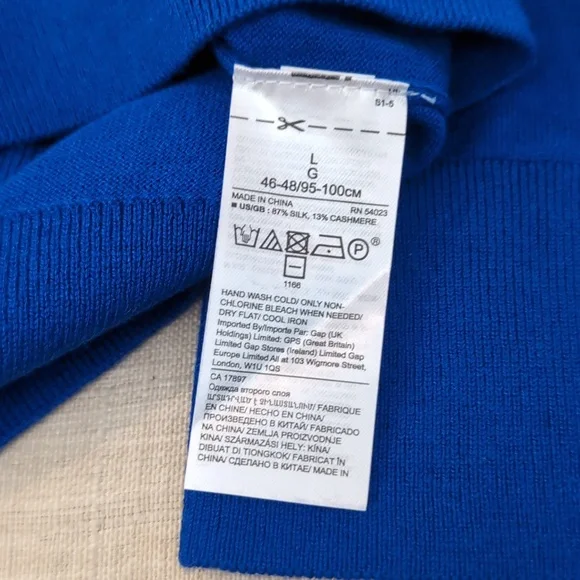 S1-5
L
G
46-48/95-100CM
MADE IN CHINA RN 54023
■ US/GB : 87% SILK, 13% CASHMERE
P ®
1166
HAND WASH COLD/ ONLY NON-
CHLORINE BLEACH WHEN NEEDED/
DRY FLAT/ COOL IRON
Imported By/Importe Par: Gap (UK
Holdings) Limited: GPS (Great Britain)
Limited Gap Stores (Ireland) Limited Gap
Europe Limited All at 103 Wigmore Street,
London, W1U 1QS
CA 17897
Одежда второго слоя
FABRIQUE
EN CHINE/ HECHO EN CHINA/
ПРОИЗВЕДЕНО В КИТАЙ/ FABRICADO
NA CHINA/ ZEMLJA PROIZVODNJE
KINA/ SZÁRMAZÁSI HELY: KÍNA/
DIBUAT DI TIONGKOK/ FABRICAT ÎN
CHINA/ СДЕЛАНО В КИТАЕ/ MADE IN